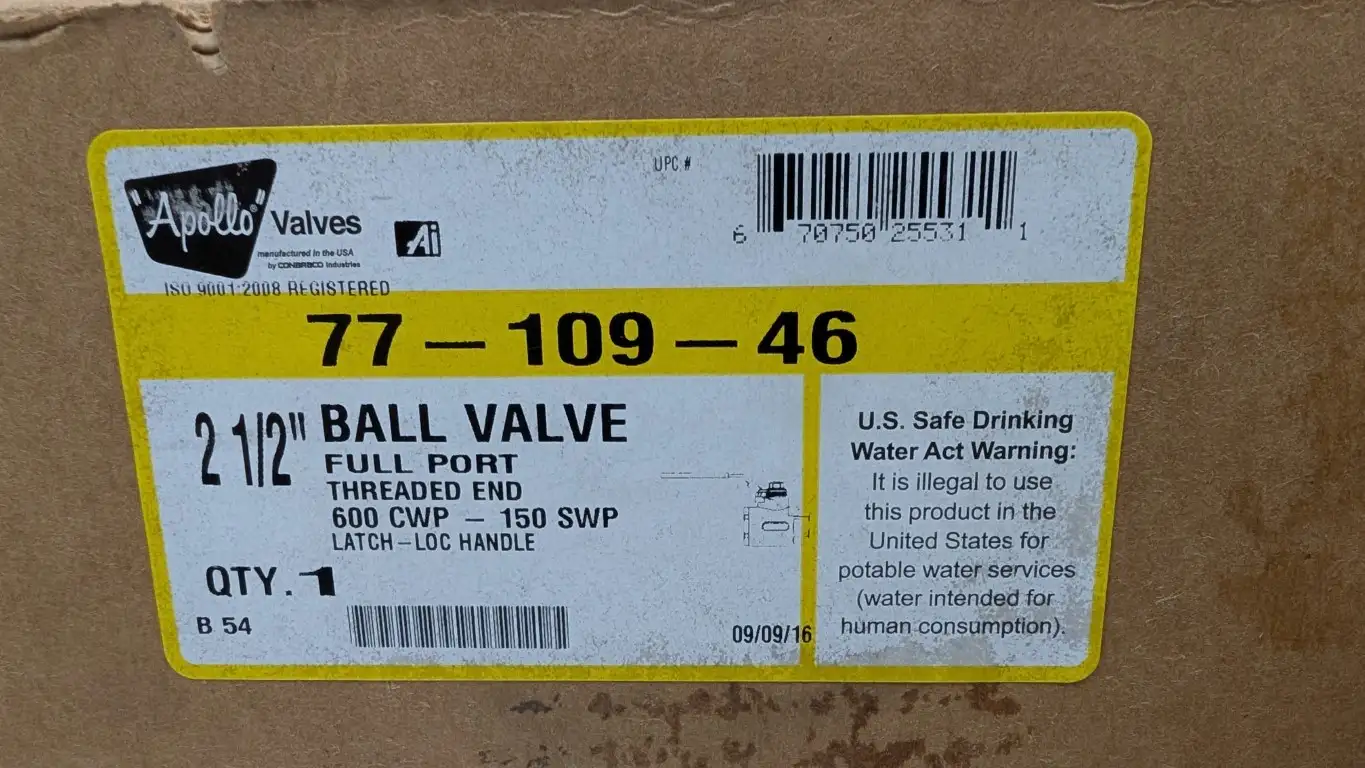 "Apollo"® Valves
manufactured in the USA
by CONBRACO Industries
Ai
ISO 9001:2008 REGISTERED
UPC #
6 70750 25531 1
77-109-46
2 1/2" BALL VALVE
FULL PORT
THREADED END
600 CWP - 150 SWP
LATCH-LOC HANDLE
QTY. 1
B 54
09/09/16
U.S. Safe Drinking
Water Act Warning:
It is illegal to use
this product in the
United States for
potable water services
(water intended for
human consumption).